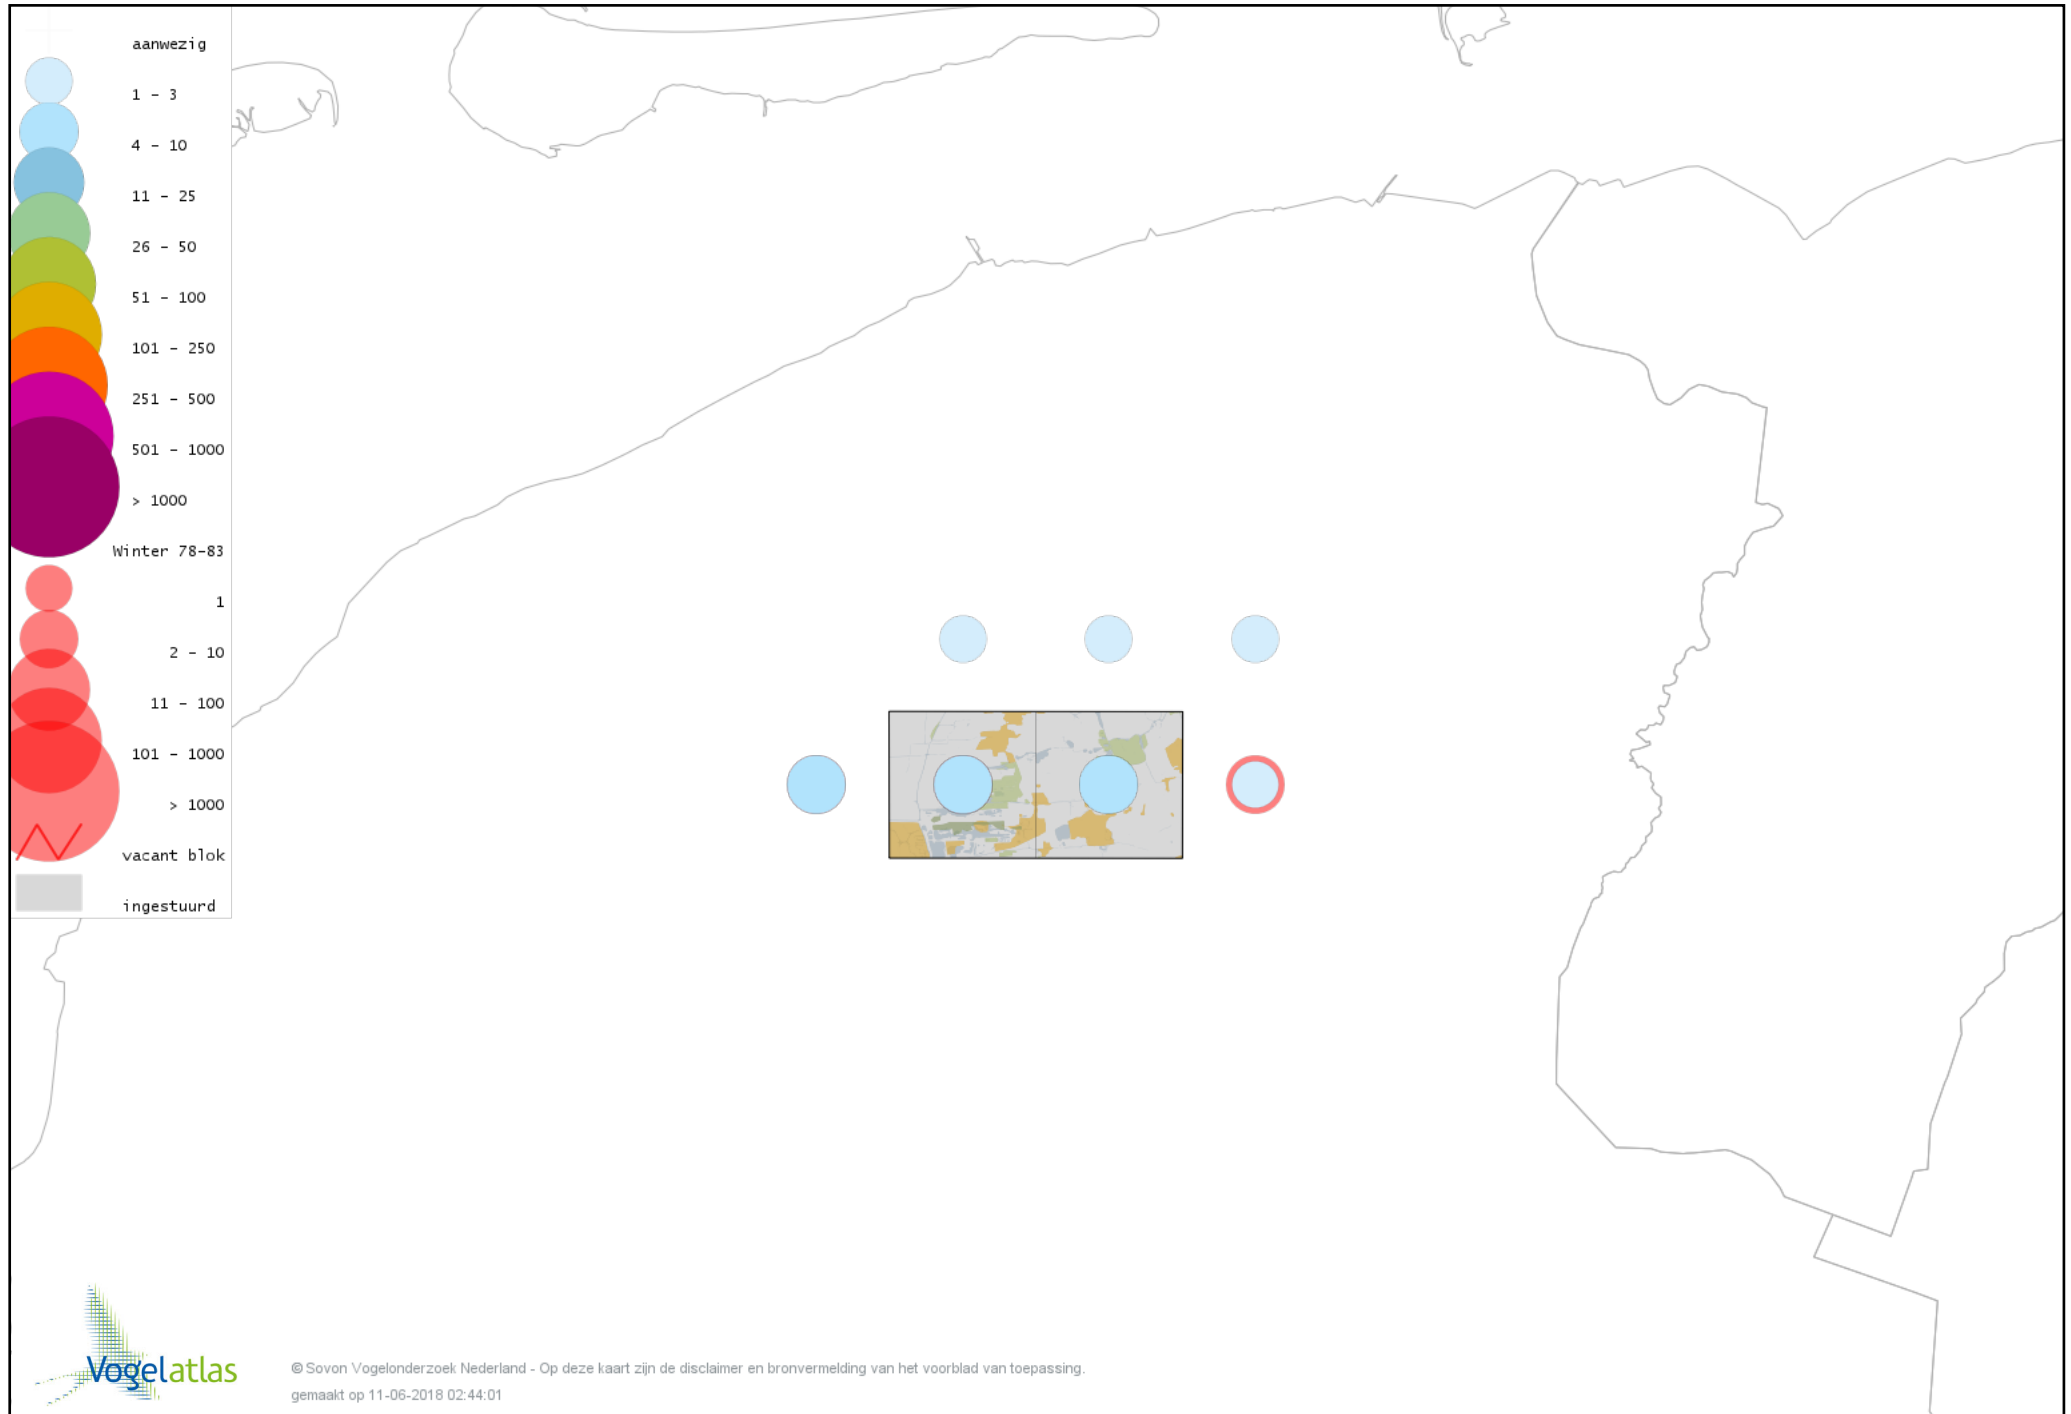 aanwezig
1 - 3
4 - 10
11 - 25
26 - 50
51 - 100
101 - 250
251 - 500
501 - 1000
> 1000
Winter 78-83
1
2 - 10
11 - 100
101 - 1000
> 1000
vacant blok
ingestuurd
Vogelatlas
© Sovon Vogelonderzoek Nederland - Op deze kaart zijn de disclaimer en bronvermelding van het voorblad van toepassing.
gemaakt op 11-06-2018 02:44:01